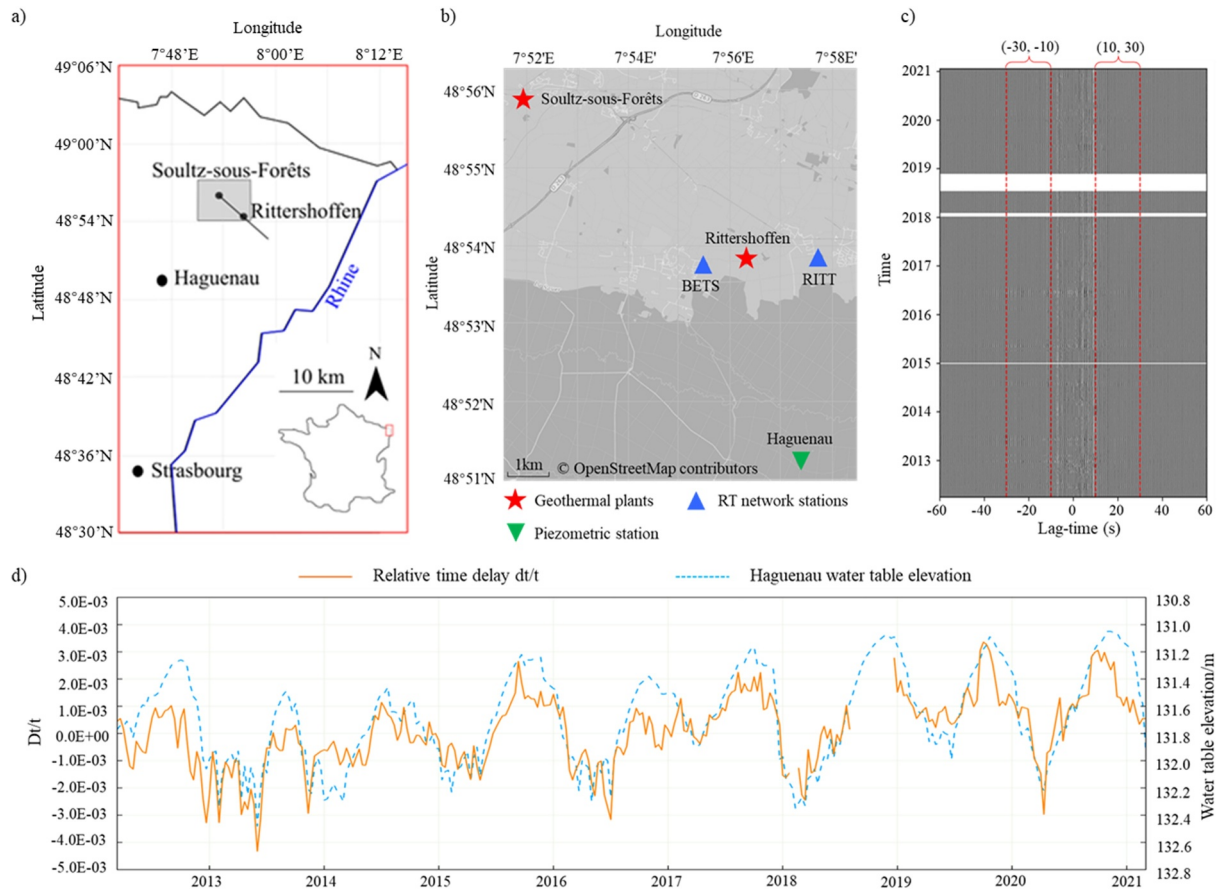 a)
Longitude
7°48'E 8°00'E 8°12'E
49°06'N
49°00'N
48°54'N
48°48'N
48°42'N
48°36'N
48°30'N
Latitude
Soultz-sous-Forêts
Rittershoffen
Haguenau
Rhine
10 km
N
Strasbourg
b)
Longitude
7°52'E 7°54'E 7°56'E 7°58'E
48°56'N
48°55'N
48°54'N
48°53'N
48°52'N
48°51'N
Latitude
Soultz-sous-Forêts
Rittershoffen
BETS
RITT
Haguenau
1km
© OpenStreetMap contributors
Geothermal plants
RT network stations
Piezometric station
c)
(-30, -10) (10, 30)
2021
2020
2019
2018
2017
2016
2015
2014
2013
Time
-60 -40 -20 0 20 40 60
Lag-time (s)
d)
Relative time delay dt/t
Haguenau water table elevation
5.0E-03
4.0E-03
3.0E-03
2.0E-03
1.0E-03
0.0E+00
-1.0E-03
-2.0E-03
-3.0E-03
-4.0E-03
-5.0E-03
Dt/t
130.8
131.0
131.2
131.4
131.6
131.8
132.0
132.2
132.4
132.6
132.8
Water table elevation/m
2013 2014 2015 2016 2017 2018 2019 2020 2021